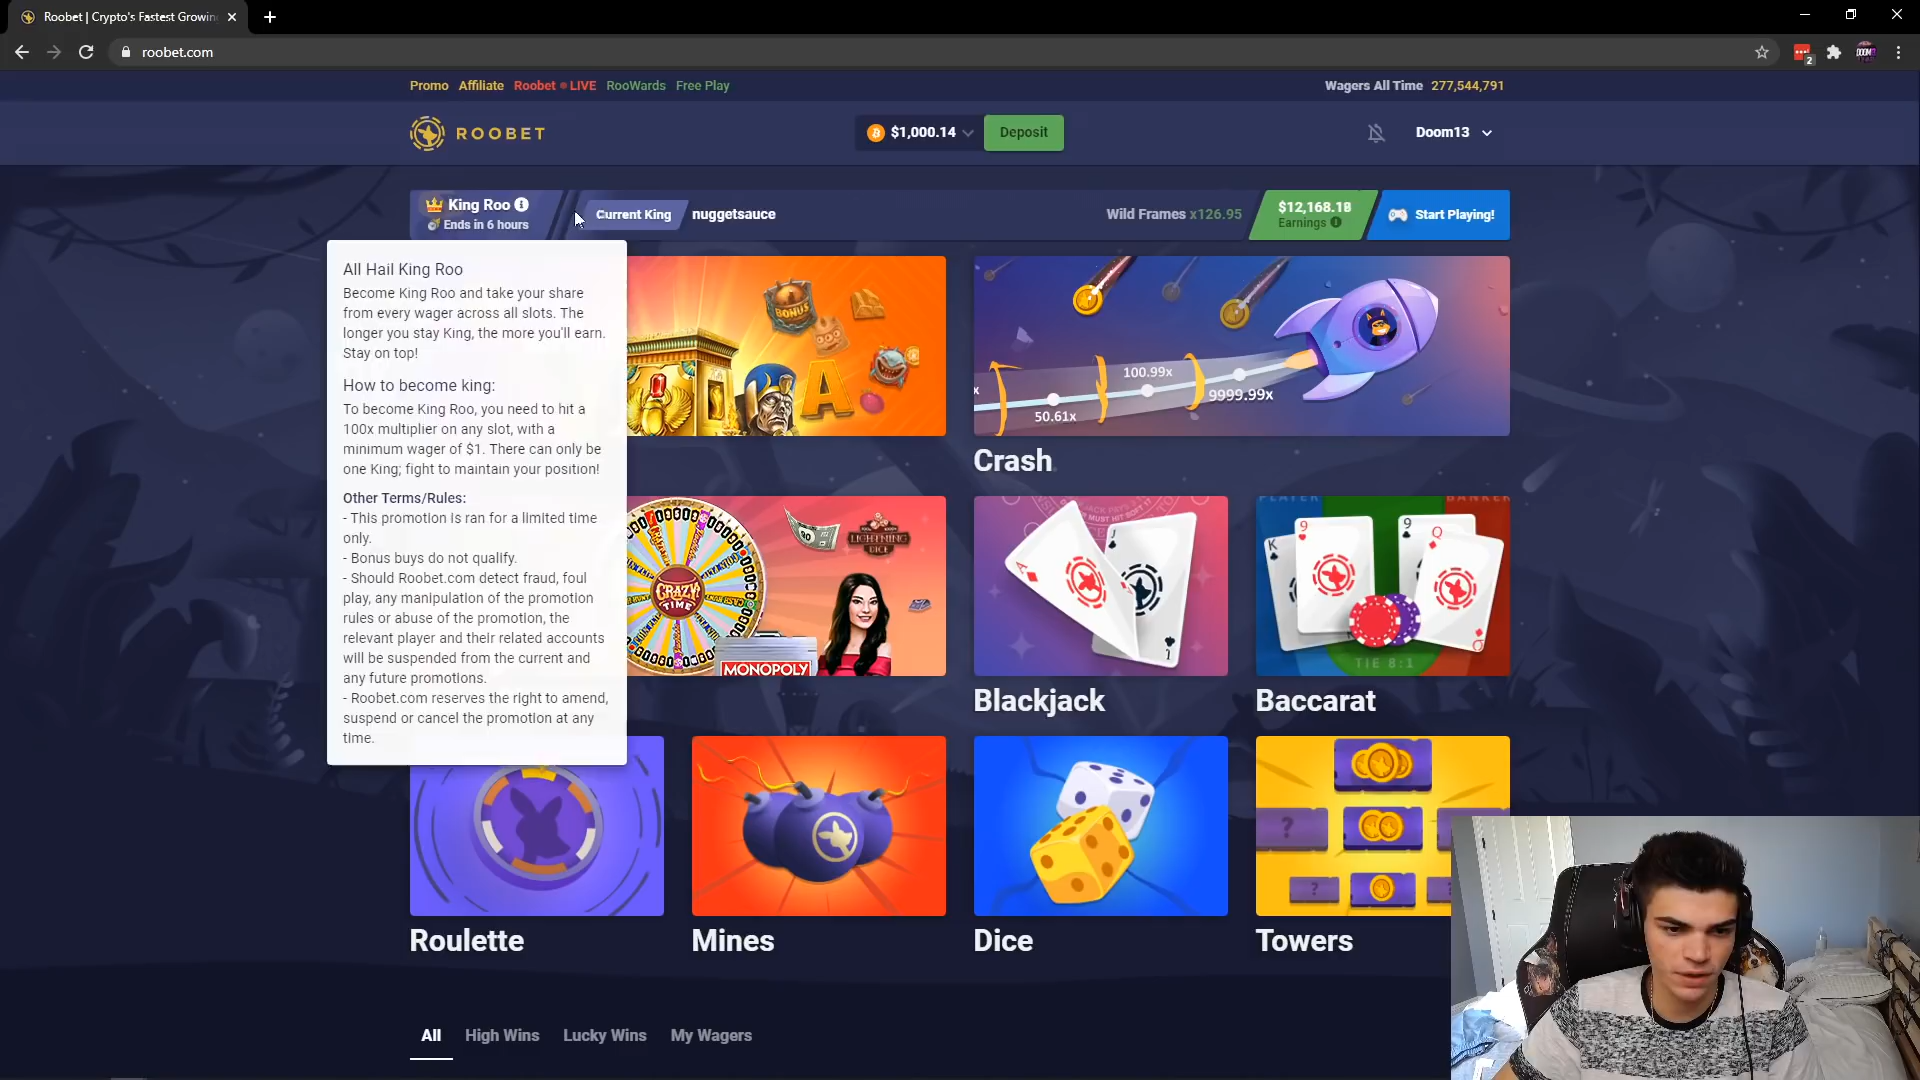 Roobet | Crypto's Fastest Growin
roobet.com
2
Promo Affiliate Roobet LIVE RooWards Free Play
Wagers All Time 277,544,791
ROOBET
$1,000.14
Deposit
Doom13
King Roo
Ends in 6 hours
Current King
nuggetsauce
Wild Frames x126.95
$12,168.18
Earnings
Start Playing!
All Hail King Roo
Become King Roo and take your share
from every wager across all slots. The
longer you stay King, the more you'll earn.
Stay on top!
How to become king:
To become King Roo, you need to hit a
100x multiplier on any slot, with a
minimum wager of $1. There can only be
one King; fight to maintain your position!
Other Terms/Rules:
- This promotion is ran for a limited time
only.
- Bonus buys do not qualify.
- Should Roobet.com detect fraud, foul
play, any manipulation of the promotion
rules or abuse of the promotion, the
relevant player and their related accounts
will be suspended from the current and
any future promotions.
- Roobet.com reserves the right to amend,
suspend or cancel the promotion at any
time.
BONUS
A
x
50.61x
100.99x
9999.99x
Crash
CRAZY
TIME
LIGHTNING
DICE
MONOPOLY
A
J
Blackjack
PLAYER
BANKER
K
9
9
Q
TIE 8:1
Baccarat
Roulette
Mines
Dice
?
?
?
Towers
All
High Wins
Lucky Wins
My Wagers